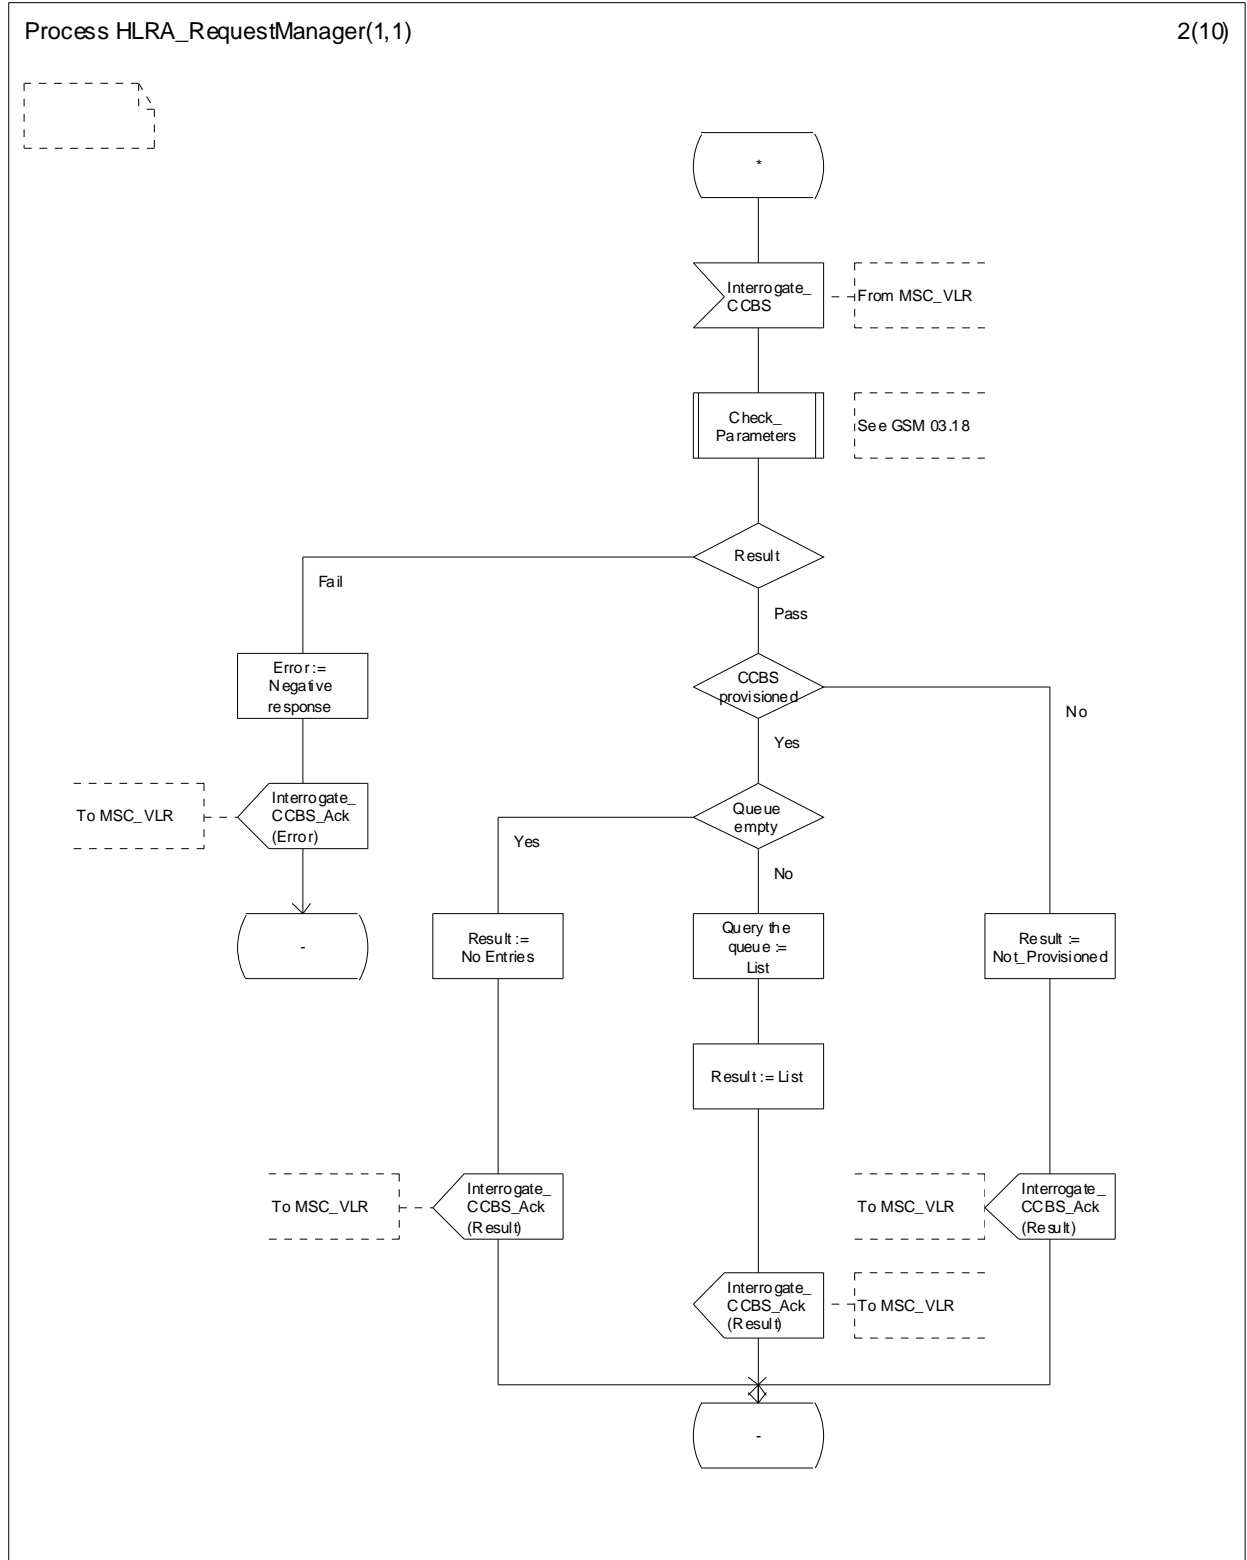 Process HLRA_RequestManager(1,1)
2(10)
*
Interrogate_
CCBS
From MSC_VLR
Check_
Parameters
See GSM 03.18
Result
Fail
Pass
Error :=
Negative
response
CCBS
provisioned
No
Yes
Interrogate_
CCBS_Ack
(Error)
To MSC_VLR
Queue
empty
Yes
No
-
Result :=
No Entries
Query the
queue :=
List
Result :=
Not_Provisioned
Result := List
To MSC_VLR
Interrogate_
CCBS_Ack
(Result)
To MSC_VLR
Interrogate_
CCBS_Ack
(Result)
Interrogate_
CCBS_Ack
(Result)
To MSC_VLR
-